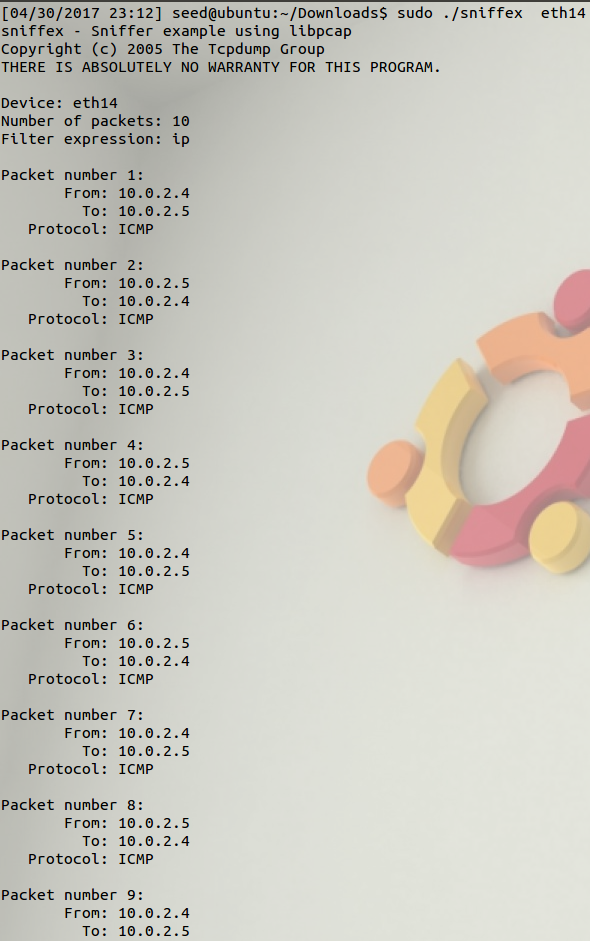 [04/30/2017 23:12] seed@ubuntu:~/Downloads$ sudo ./sniffex  eth14
sniffex - Sniffer example using libpcap
Copyright (c) 2005 The Tcpdump Group
THERE IS ABSOLUTELY NO WARRANTY FOR THIS PROGRAM.

Device: eth14
Number of packets: 10
Filter expression: ip

Packet number 1:
       From: 10.0.2.4
         To: 10.0.2.5
   Protocol: ICMP

Packet number 2:
       From: 10.0.2.5
         To: 10.0.2.4
   Protocol: ICMP

Packet number 3:
       From: 10.0.2.4
         To: 10.0.2.5
   Protocol: ICMP

Packet number 4:
       From: 10.0.2.5
         To: 10.0.2.4
   Protocol: ICMP

Packet number 5:
       From: 10.0.2.4
         To: 10.0.2.5
   Protocol: ICMP

Packet number 6:
       From: 10.0.2.5
         To: 10.0.2.4
   Protocol: ICMP

Packet number 7:
       From: 10.0.2.4
         To: 10.0.2.5
   Protocol: ICMP

Packet number 8:
       From: 10.0.2.5
         To: 10.0.2.4
   Protocol: ICMP

Packet number 9:
       From: 10.0.2.4
         To: 10.0.2.5